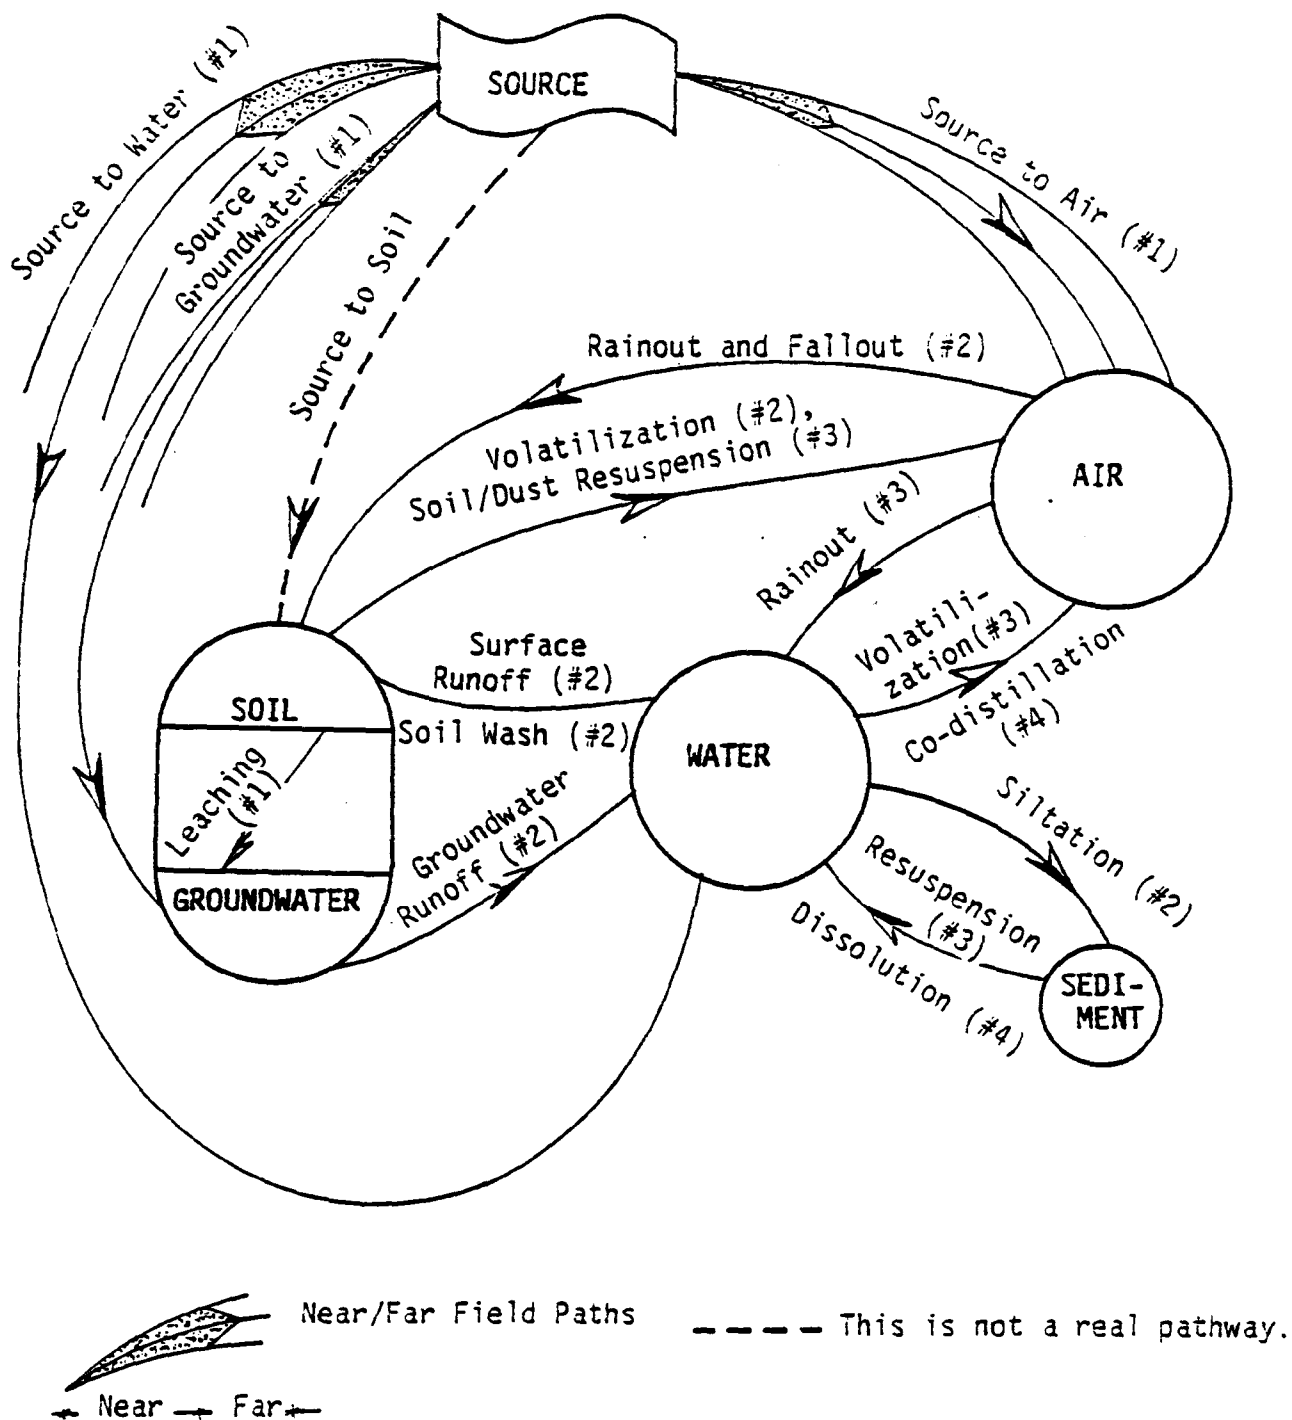 SOURCE
Source to Water (#1)
Source to
Groundwater (#1)
Source to Soil
Source to Air (#1)
Rainout and Fallout (#2)
Volatilization (#2),
Soil/Dust Resuspension (#3)
AIR
Rainout (#3)
Volatili-
zation(#3)
Co-distillation
(#4)
Surface
Runoff (#2)
Soil Wash (#2)
SOIL
Leaching
(#1)
GROUNDWATER
Groundwater
Runoff (#2)
WATER
Siltation (#2)
Resuspension
(#3)
Dissolution (#4)
SEDI-
MENT
Near/Far Field Paths
This is not a real pathway.
Near Far